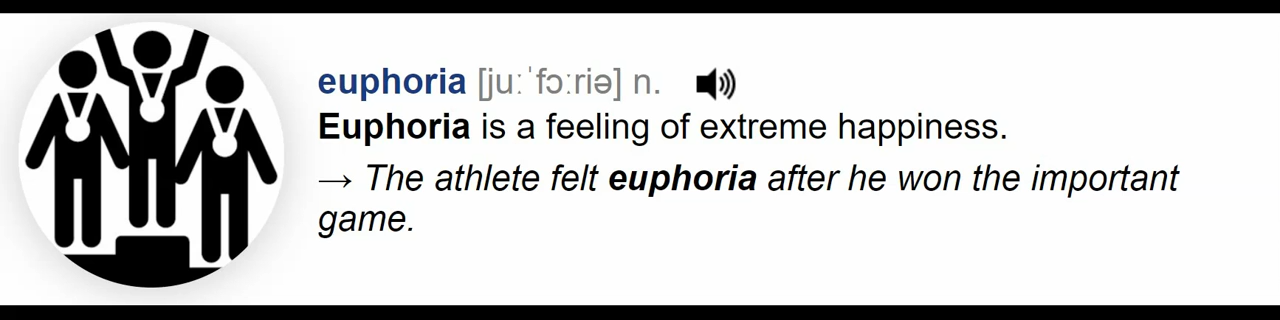 euphoria [juːˈfɔːriə] n.
Euphoria is a feeling of extreme happiness.
→ The athlete felt euphoria after he won the important
game.